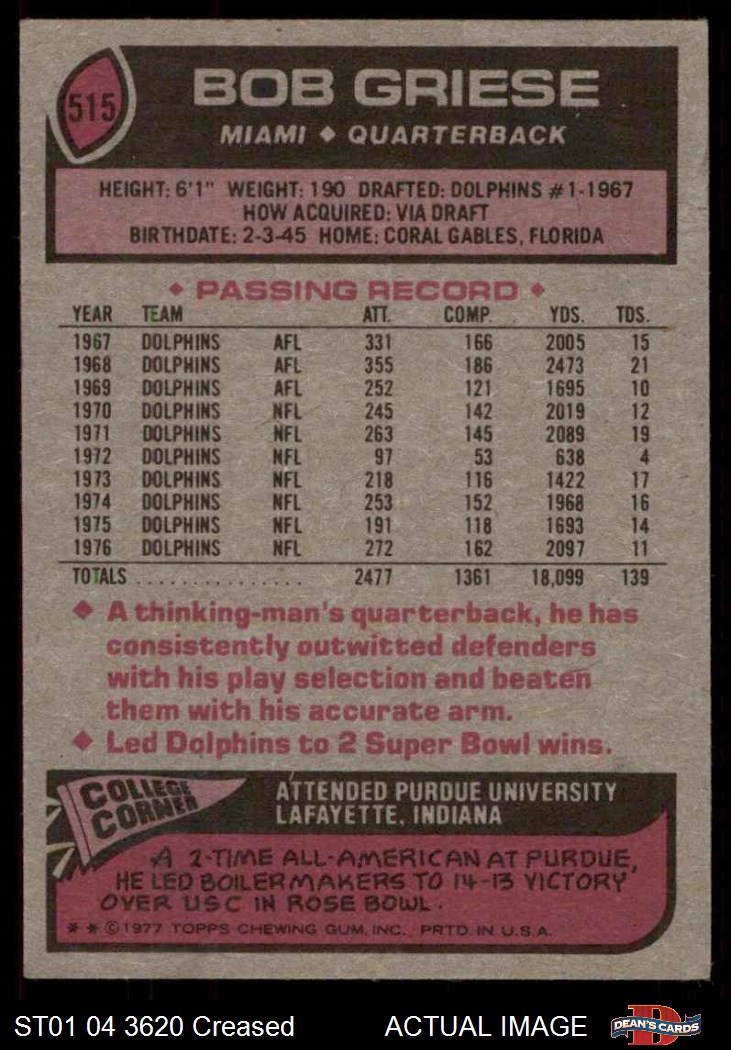 515
BOB GRIESE
MIAMI ◆ QUARTERBACK
HEIGHT: 6'1" WEIGHT: 190 DRAFTED: DOLPHINS #1-1967
HOW ACQUIRED: VIA DRAFT
BIRTHDATE: 2-3-45 HOME: CORAL GABLES, FLORIDA
◆ PASSING RECORD ◆
YEAR TEAM ATT. COMP. YDS. TDS.
1967 DOLPHINS AFL 331 166 2005 15
1968 DOLPHINS AFL 355 186 2473 21
1969 DOLPHINS AFL 252 121 1695 10
1970 DOLPHINS NFL 245 142 2019 12
1971 DOLPHINS NFL 263 145 2089 19
1972 DOLPHINS NFL 97 53 638 4
1973 DOLPHINS NFL 218 116 1422 17
1974 DOLPHINS NFL 253 152 1968 16
1975 DOLPHINS NFL 191 118 1693 14
1976 DOLPHINS NFL 272 162 2097 11
TOTALS .............. 2477 1361 18,099 139
◆ A thinking-man's quarterback, he has
consistently outwitted defenders
with his play selection and beaten
them with his accurate arm.
◆ Led Dolphins to 2 Super Bowl wins.
COLLEGE
CORNER
ATTENDED PURDUE UNIVERSITY
LAFAYETTE, INDIANA
A 2-TIME ALL-AMERICAN AT PURDUE,
HE LED BOILERMAKERS TO 14-13 VICTORY
OVER USC IN ROSE BOWL.
* * © 1977 TOPPS CHEWING GUM, INC. PRTD. IN U.S.A.
ST01 04 3620 Creased ACTUAL IMAGE
D
DEAN'S CARDS